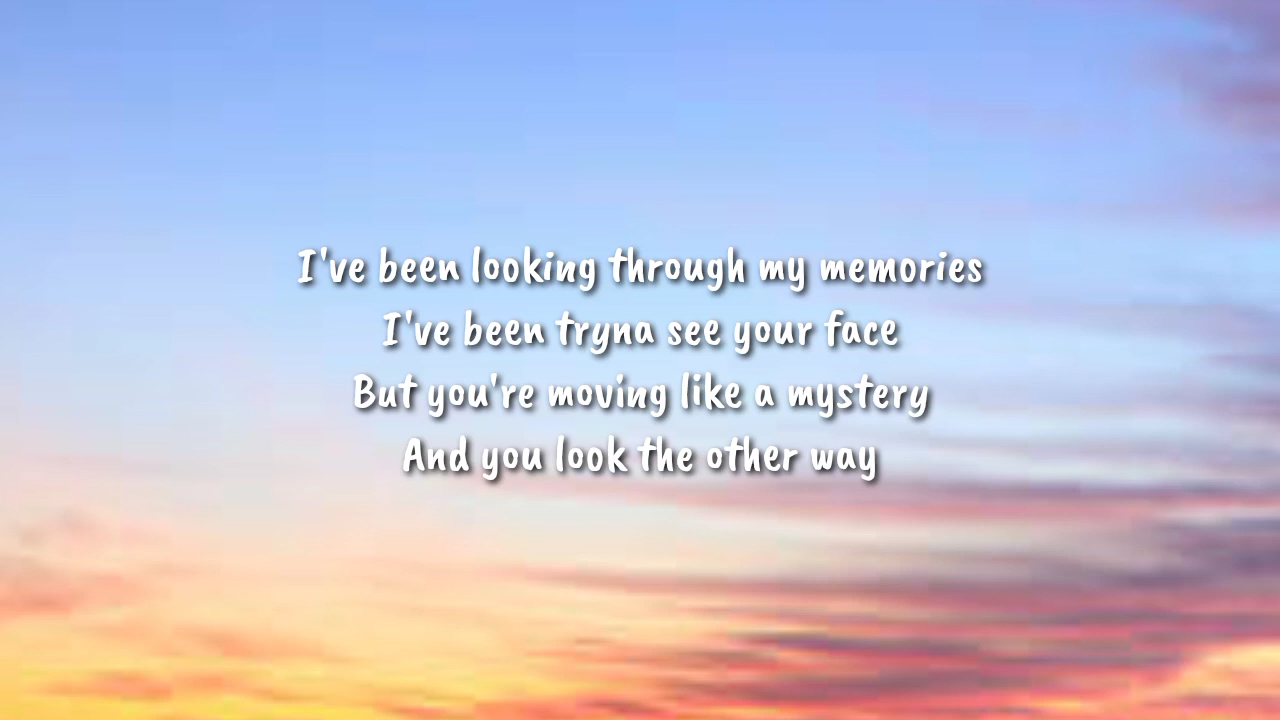 I've been looking through my memories
I've been tryna see your face
But you're moving like a mystery
And you look the other way